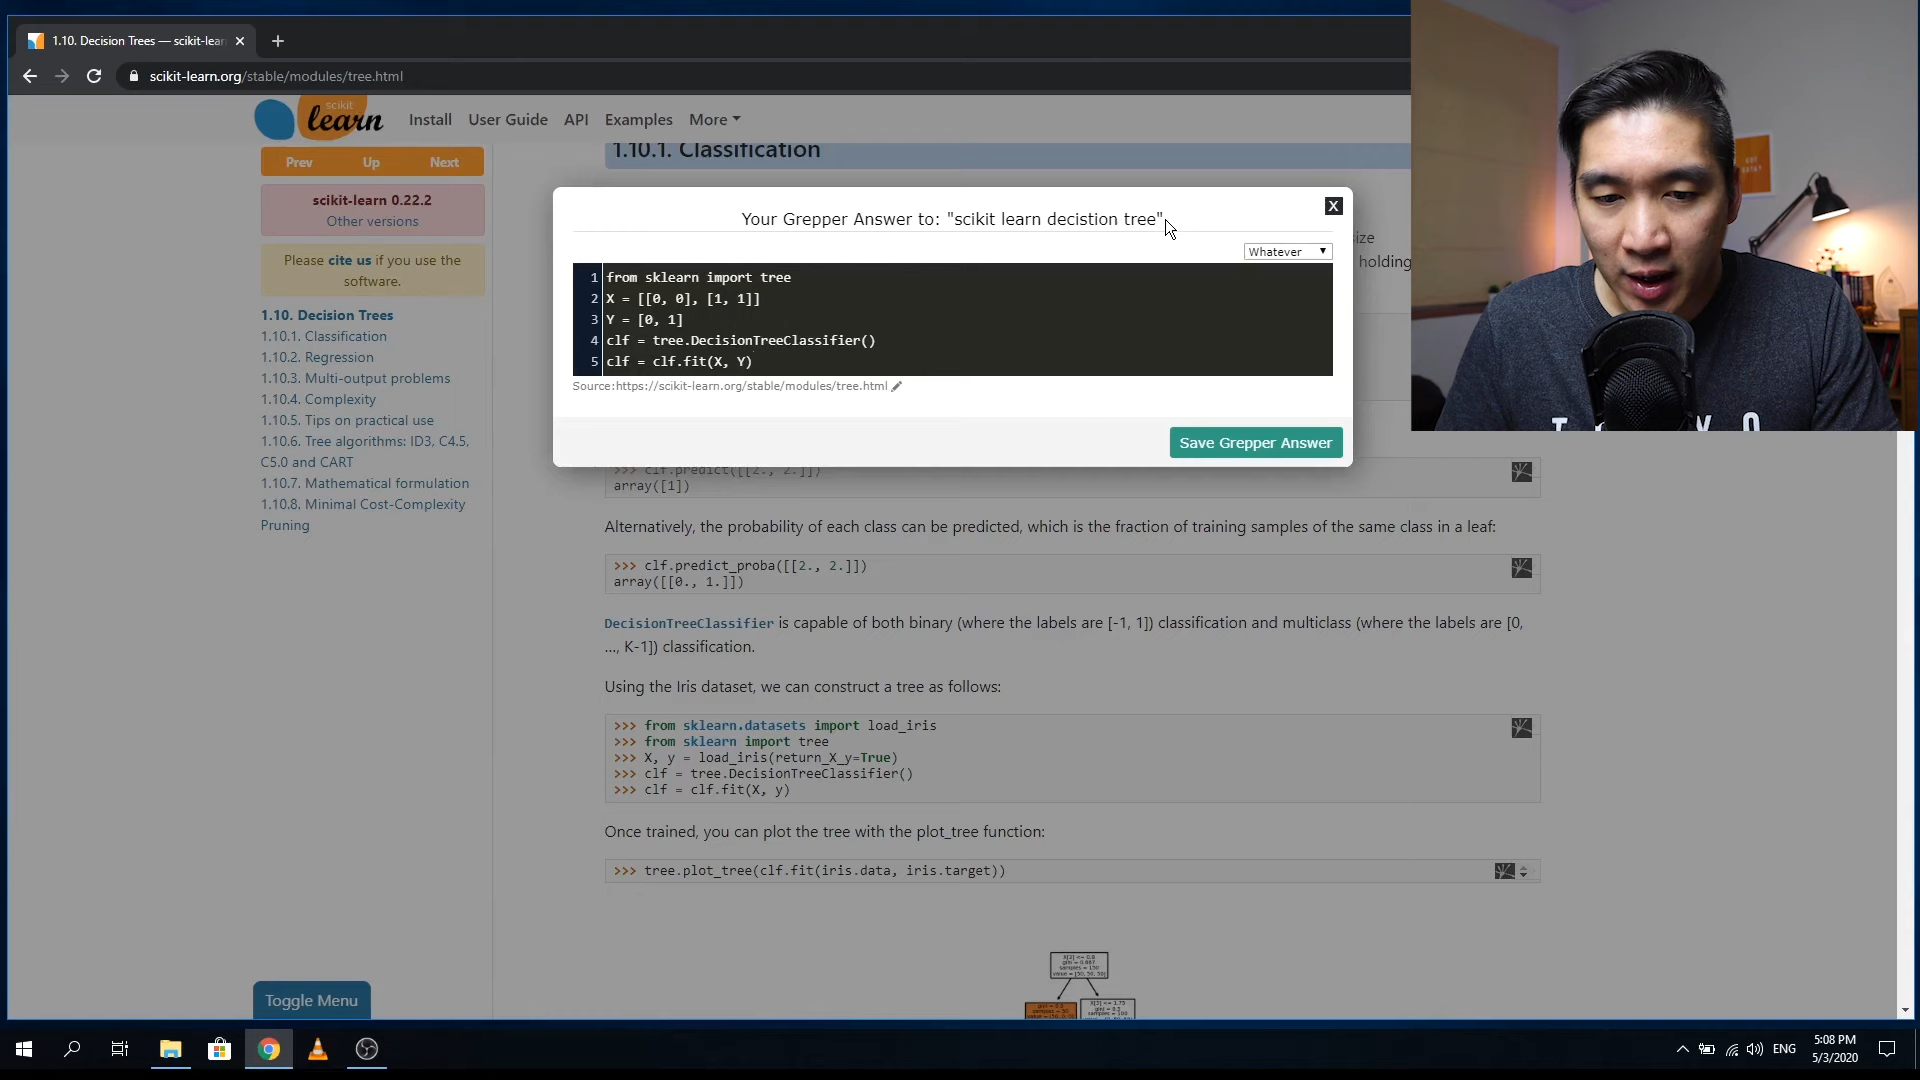 1.10. Decision Trees — scikit-lear
scikit-learn.org/stable/modules/tree.html
scikit
learn
Install
User Guide
API
Examples
More
Prev
Up
Next
scikit-learn 0.22.2
Other versions
Please cite us if you use the
software.
1.10. Decision Trees
1.10.1. Classification
1.10.2. Regression
1.10.3. Multi-output problems
1.10.4. Complexity
1.10.5. Tips on practical use
1.10.6. Tree algorithms: ID3, C4.5,
C5.0 and CART
1.10.7. Mathematical formulation
1.10.8. Minimal Cost-Complexity
Pruning
Toggle Menu
1.10.1. Classification
ize
holding
X
Your Grepper Answer to: "scikit learn decistion tree"
Whatever
1 from sklearn import tree
2 X = [[0, 0], [1, 1]]
3 Y = [0, 1]
4 clf = tree.DecisionTreeClassifier()
5 clf = clf.fit(X, Y)
Source:https://scikit-learn.org/stable/modules/tree.html
Save Grepper Answer
>>> clf.predict([[2., 2.]])
array([1])
Alternatively, the probability of each class can be predicted, which is the fraction of training samples of the same class in a leaf:
>>> clf.predict_proba([[2., 2.]])
array([[0., 1.]])
DecisionTreeClassifier is capable of both binary (where the labels are [-1, 1]) classification and multiclass (where the labels are [0,
…, K-1]) classification.
Using the Iris dataset, we can construct a tree as follows:
>>> from sklearn.datasets import load_iris
>>> from sklearn import tree
>>> X, y = load_iris(return_X_y=True)
>>> clf = tree.DecisionTreeClassifier()
>>> clf = clf.fit(X, y)
Once trained, you can plot the tree with the plot_tree function:
>>> tree.plot_tree(clf.fit(iris.data, iris.target))
ENG
5:08 PM
5/3/2020